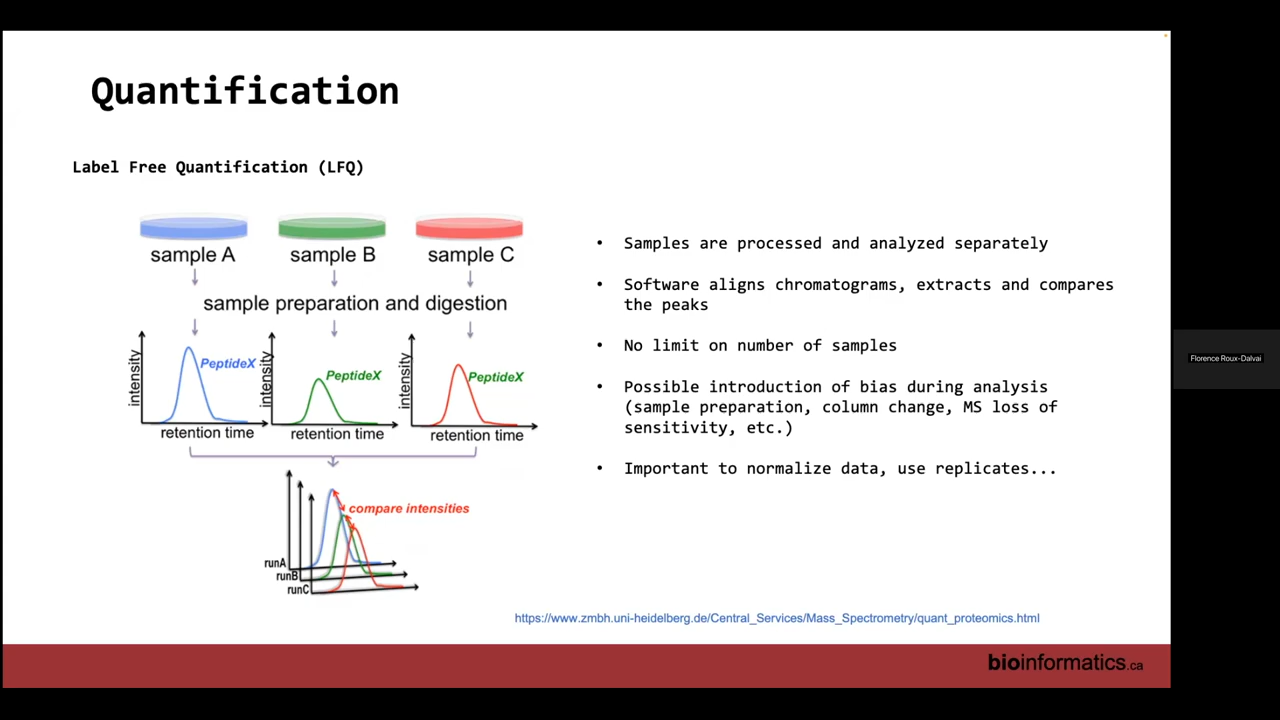 Quantification
Label Free Quantification (LFQ)
sample A
sample B
sample C
sample preparation and digestion
intensity
PeptideX
retention time
intensity
PeptideX
retention time
intensity
PeptideX
retention time
compare intensities
runA
runB
runC
• Samples are processed and analyzed separately
• Software aligns chromatograms, extracts and compares
the peaks
• No limit on number of samples
• Possible introduction of bias during analysis
(sample preparation, column change, MS loss of
sensitivity, etc.)
• Important to normalize data, use replicates...
https://www.zmbh.uni-heidelberg.de/Central_Services/Mass_Spectrometry/quant_proteomics.html
bioinformatics.ca
Florence Roux-Dalvai